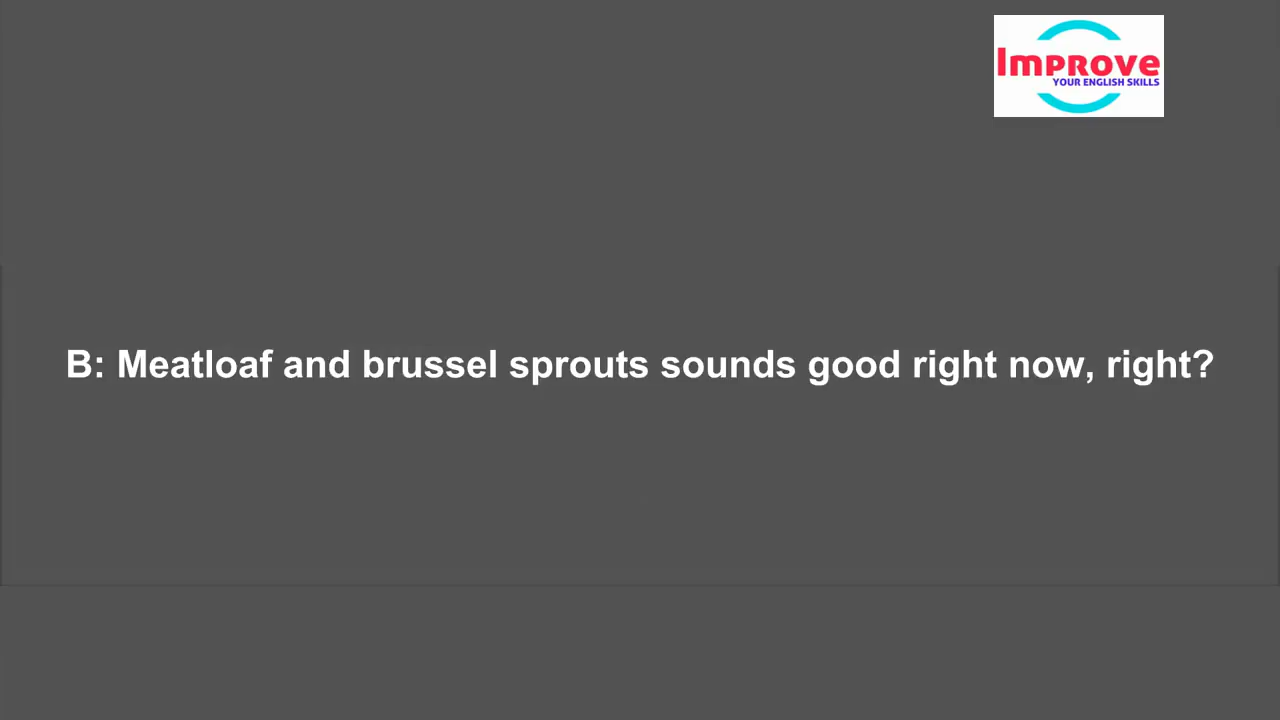 Improve
YOUR ENGLISH SKILLS
B: Meatloaf and brussel sprouts sounds good right now, right?